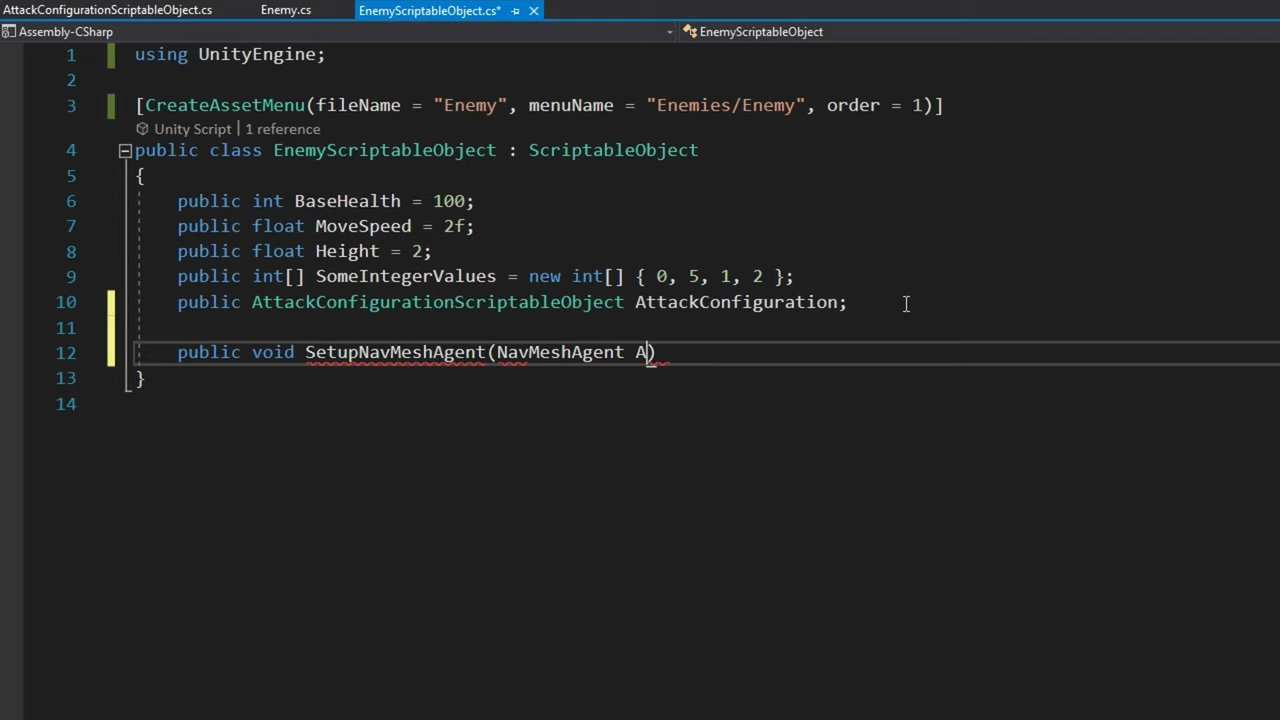 AttackConfigurationScriptableObject.cs Enemy.cs EnemyScriptableObject.cs*
Assembly-CSharp EnemyScriptableObject
1 using UnityEngine;
2
3 [CreateAssetMenu(fileName = "Enemy", menuName = "Enemies/Enemy", order = 1)]
Unity Script | 1 reference
4 public class EnemyScriptableObject : ScriptableObject
5 {
6 public int BaseHealth = 100;
7 public float MoveSpeed = 2f;
8 public float Height = 2;
9 public int[] SomeIntegerValues = new int[] { 0, 5, 1, 2 };
10 public AttackConfigurationScriptableObject AttackConfiguration;
11
12 public void SetupNavMeshAgent(NavMeshAgent A)
13 }
14